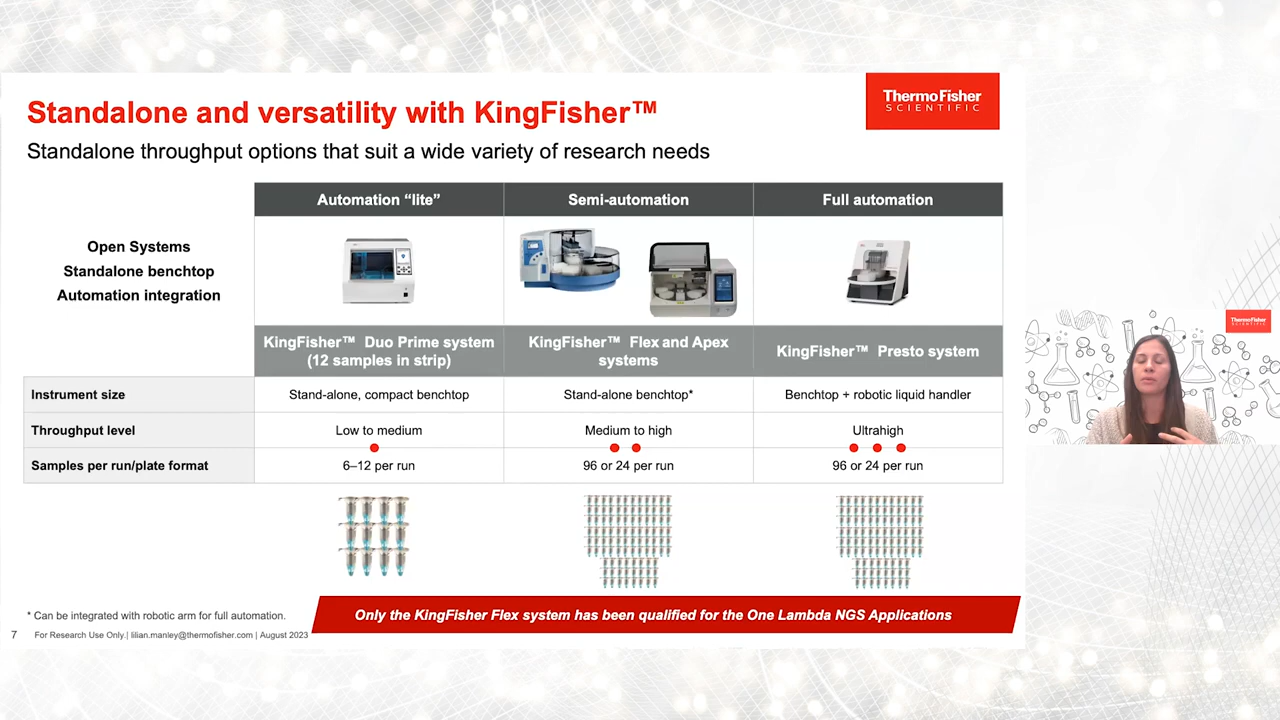 Standalone and versatility with KingFisher™
ThermoFisher
SCIENTIFIC
Standalone throughput options that suit a wide variety of research needs
Automation “lite”
Semi-automation
Full automation
Open Systems
Standalone benchtop
Automation integration
KingFisher™ Duo Prime system
(12 samples in strip)
KingFisher™ Flex and Apex
systems
KingFisher™ Presto system
Instrument size
Stand-alone, compact benchtop
Stand-alone benchtop*
Benchtop + robotic liquid handler
Throughput level
Low to medium
Medium to high
Ultrahigh
Samples per run/plate format
6–12 per run
96 or 24 per run
96 or 24 per run
* Can be integrated with robotic arm for full automation.
Only the KingFisher Flex system has been qualified for the One Lambda NGS Applications
7
For Research Use Only.| lilian.manley@thermofisher.com | August 2023
ThermoFisher
SCIENTIFIC